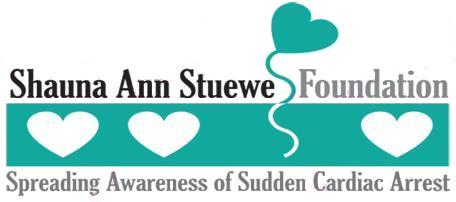 Shauna Ann Stuewe Foundation
Spreading Awareness of Sudden Cardiac Arrest